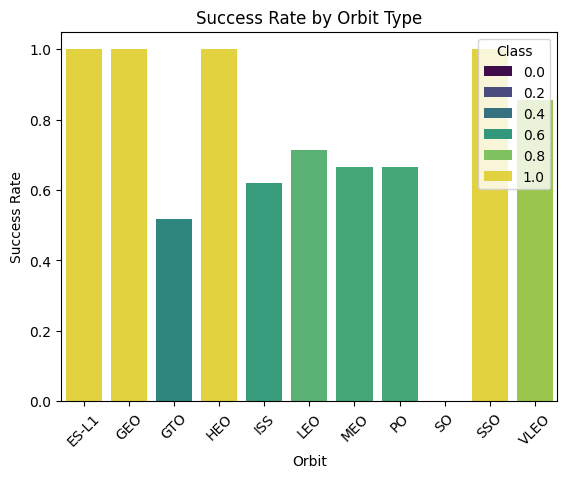 Success Rate by Orbit Type
Class
0.0
0.2
0.4
0.6
0.8
1.0
1.0
0.8
0.6
0.4
0.2
0.0
Success Rate
ES-L1
GEO
GTO
HEO
ISS
LEO
MEO
PO
SO
SSO
VLEO
Orbit